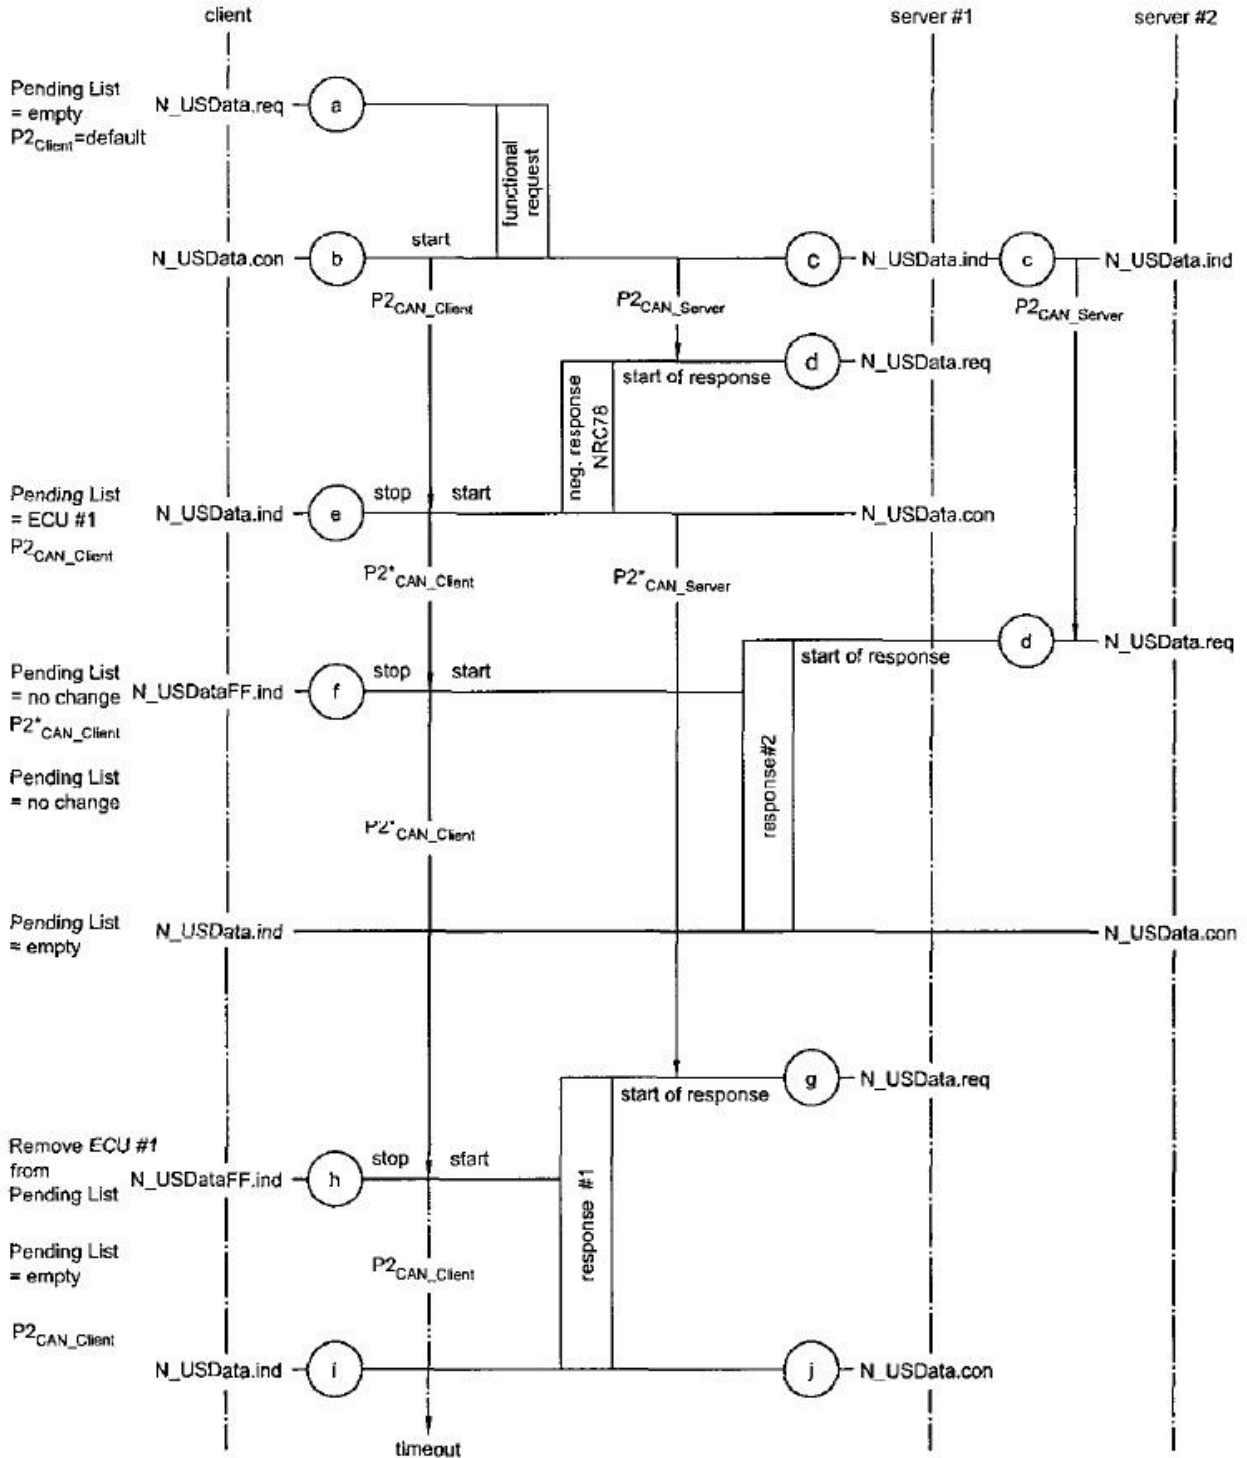 client
server #1
server #2
Pending List
= empty
P2Client=default
N_USData.req
a
functional
request
N_USData.con
b
start
c
N_USData.ind
c
N_USData.ind
P2CAN_Client
P2CAN_Server
P2CAN_Server
neg. response
NRC78
start of response
d
N_USData.req
Pending List
= ECU #1
P2CAN_Client
N_USData.ind
e
stop
start
N_USData.con
P2*CAN_Client
P2*CAN_Server
start of response
d
N_USData.req
Pending List
= no change
P2*CAN_Client
N_USDataFF.ind
f
stop
start
response#2
Pending List
= no change
P2*CAN_Client
Pending List
= empty
N_USData.ind
N_USData.con
start of response
g
N_USData.req
Remove ECU #1
from
Pending List
N_USDataFF.ind
h
stop
start
response #1
Pending List
= empty
P2CAN_Client
P2CAN_Client
N_USData.ind
i
j
N_USData.con
timeout